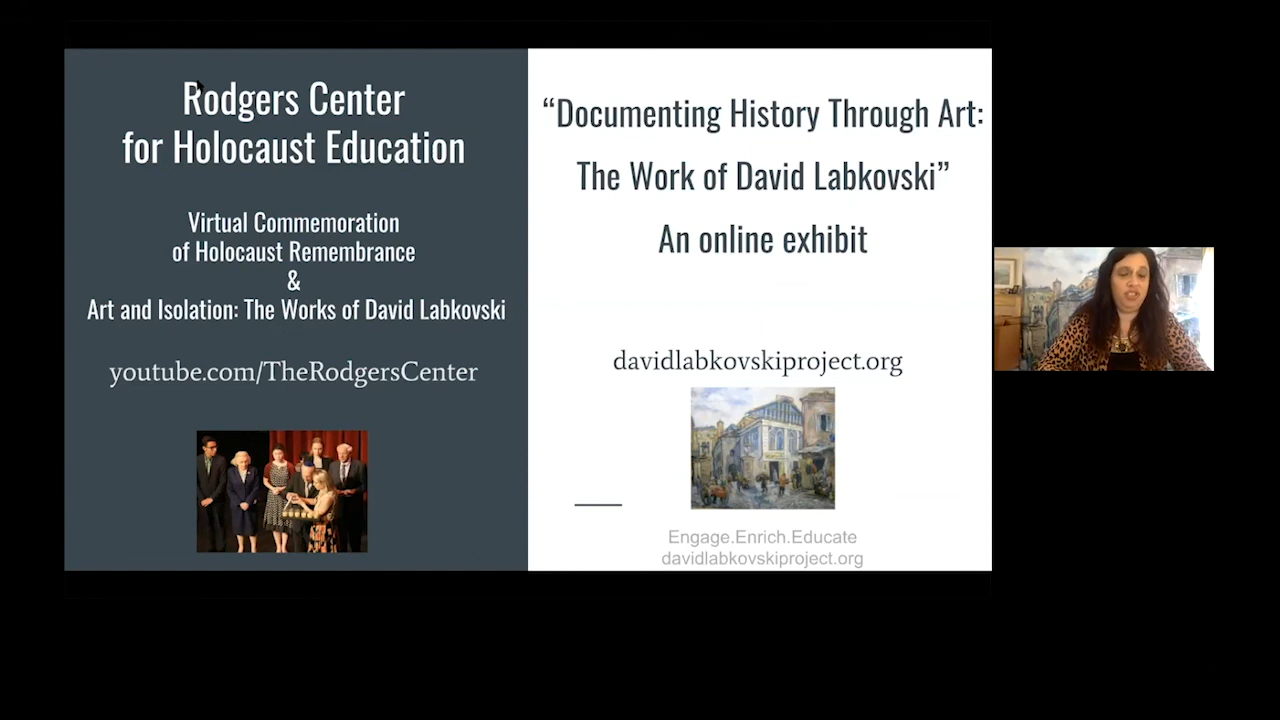 Rodgers Center
for Holocaust Education
Virtual Commemoration
of Holocaust Remembrance
&
Art and Isolation: The Works of David Labkovski
youtube.com/TheRodgersCenter
“Documenting History Through Art:
The Work of David Labkovski”
An online exhibit
davidlabkovskiproject.org
Engage.Enrich.Educate
davidlabkovskiproject.org